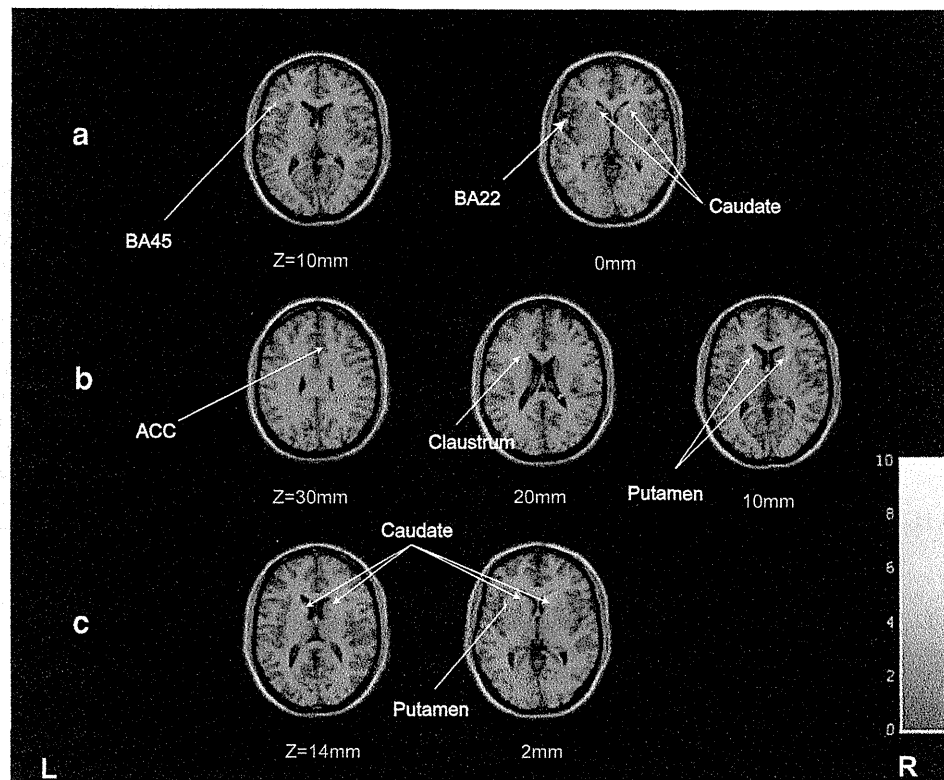 a
BA45
Z=10mm
BA22
Caudate
0mm
b
ACC
Z=30mm
Claustrum
20mm
Putamen
10mm
10
8
6
4
2
0
c
Caudate
Putamen
Z=14mm
2mm
L
R